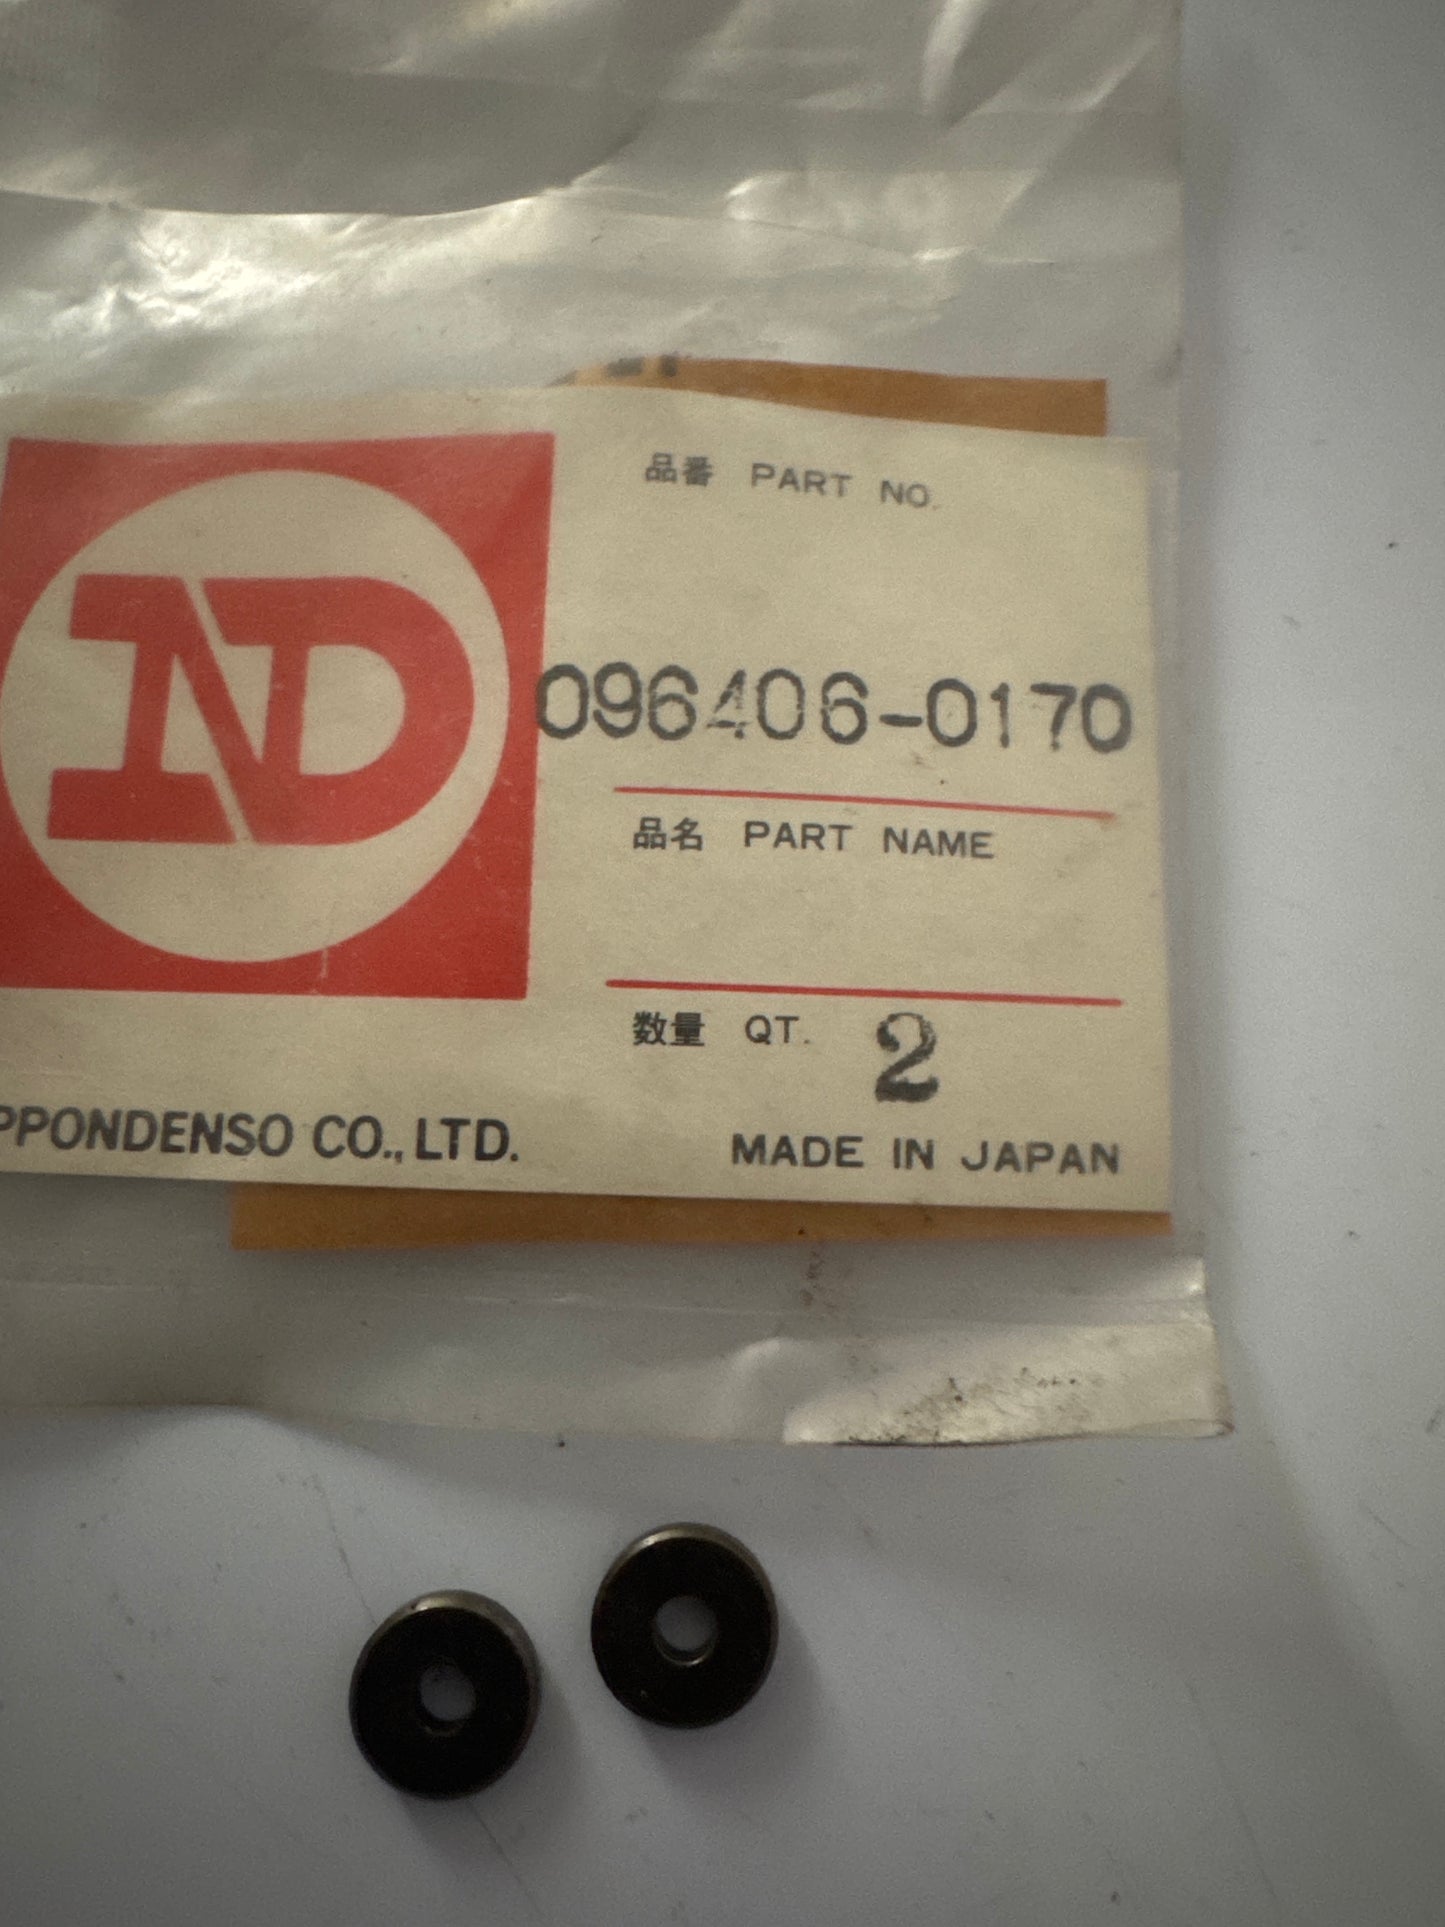 品番 PART NO.
ND
096406-0170
品名 PART NAME
数量 QT. 2
PPONDENSO CO., LTD.
MADE IN JAPAN